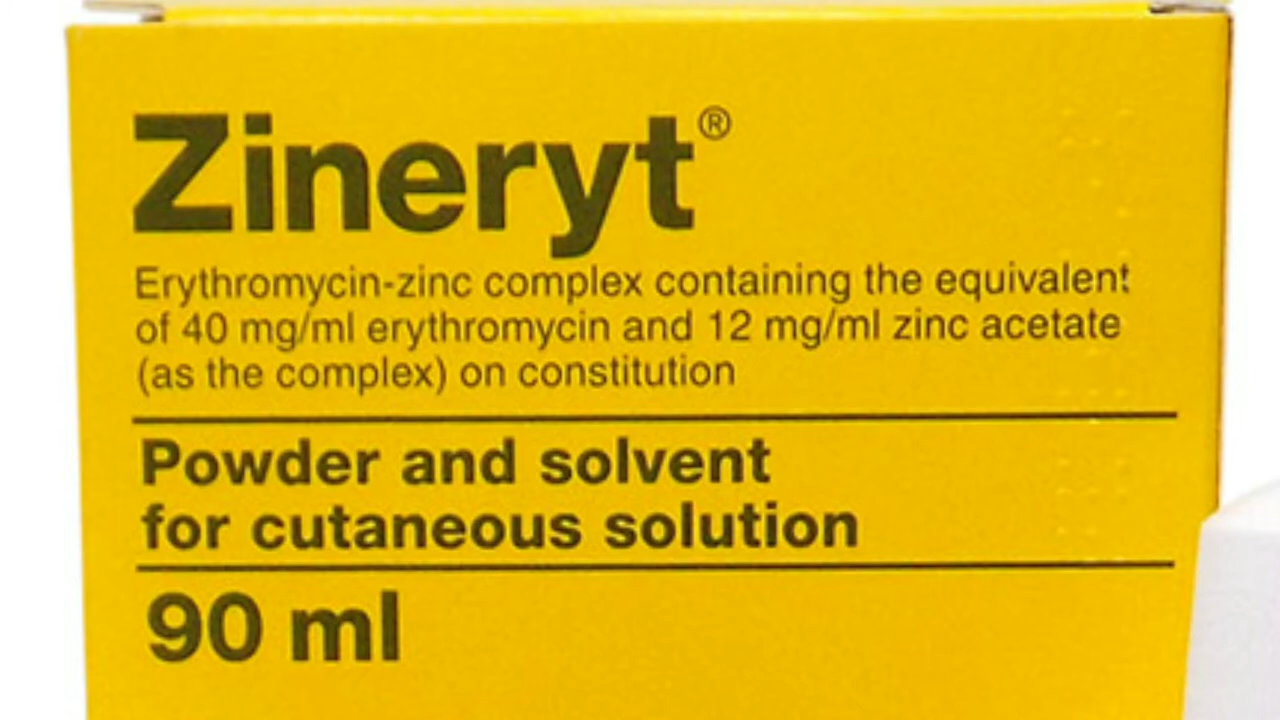 Zineryt®
Erythromycin-zinc complex containing the equivalent
of 40 mg/ml erythromycin and 12 mg/ml zinc acetate
(as the complex) on constitution
Powder and solvent
for cutaneous solution
90 ml